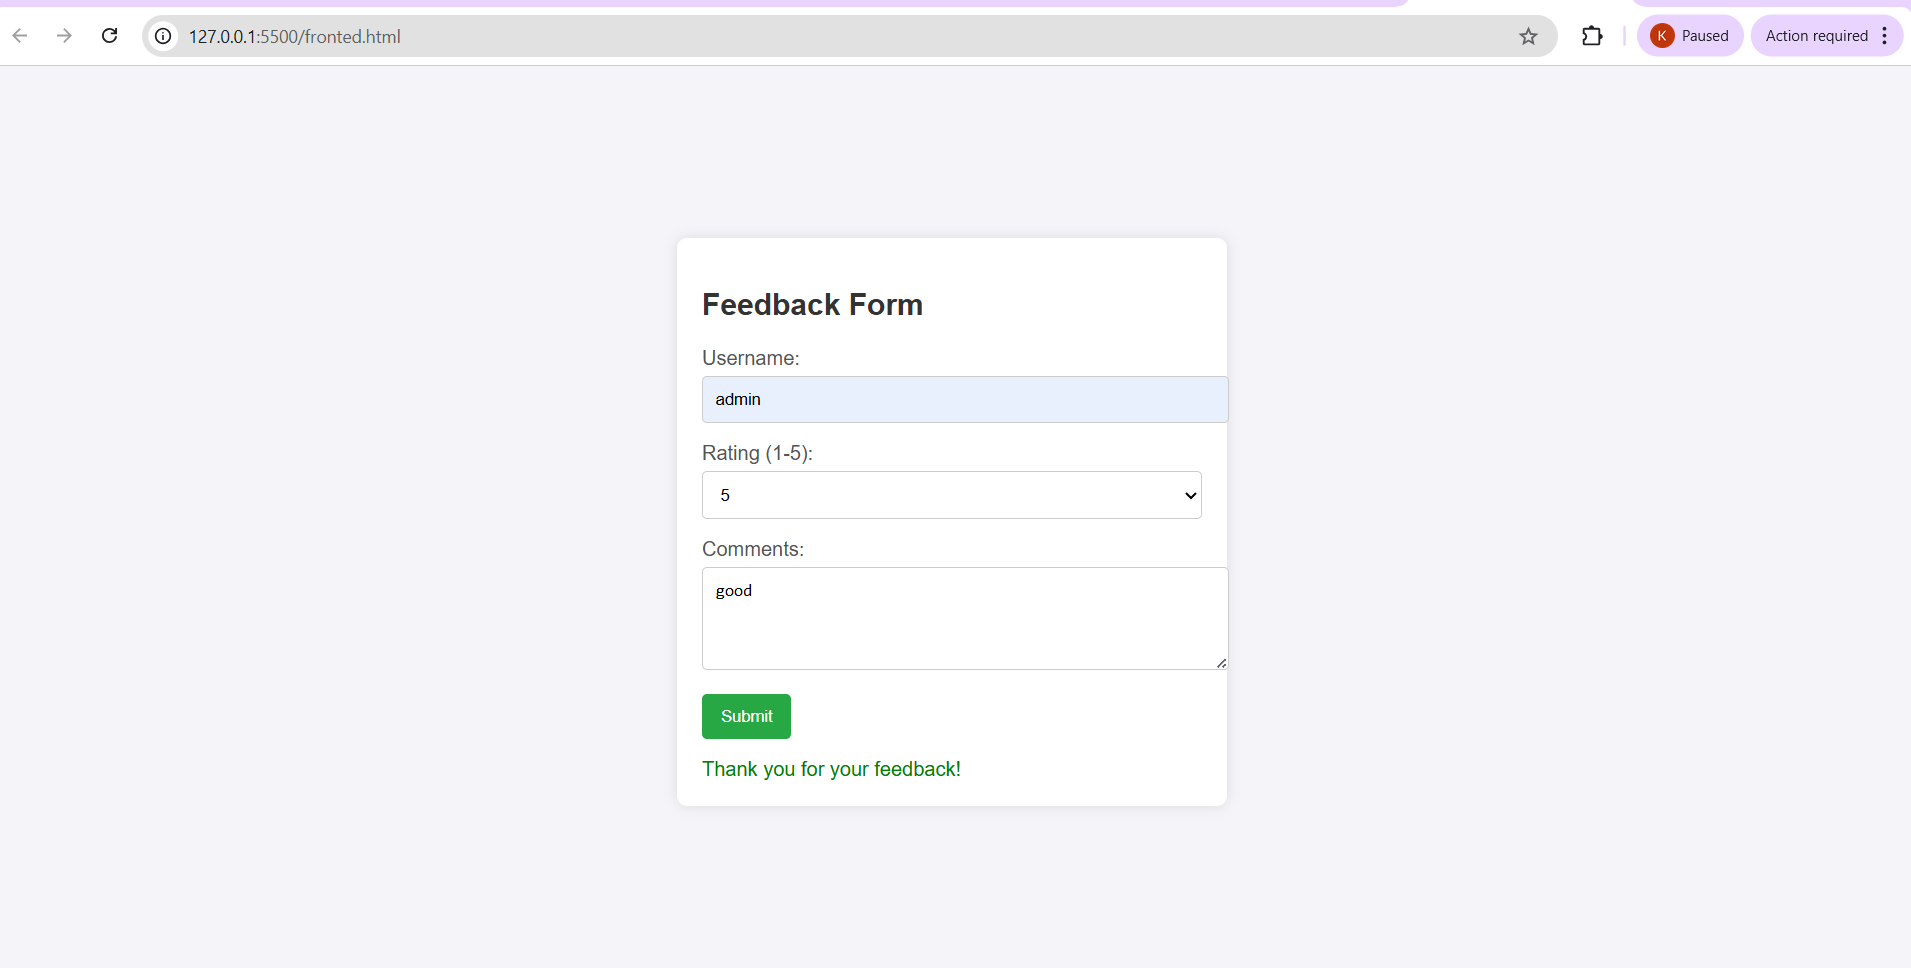 127.0.0.1:5500/fronted.html
K Paused
Action required
Feedback Form
Username:
admin
Rating (1-5):
5
Comments:
good
Submit
Thank you for your feedback!